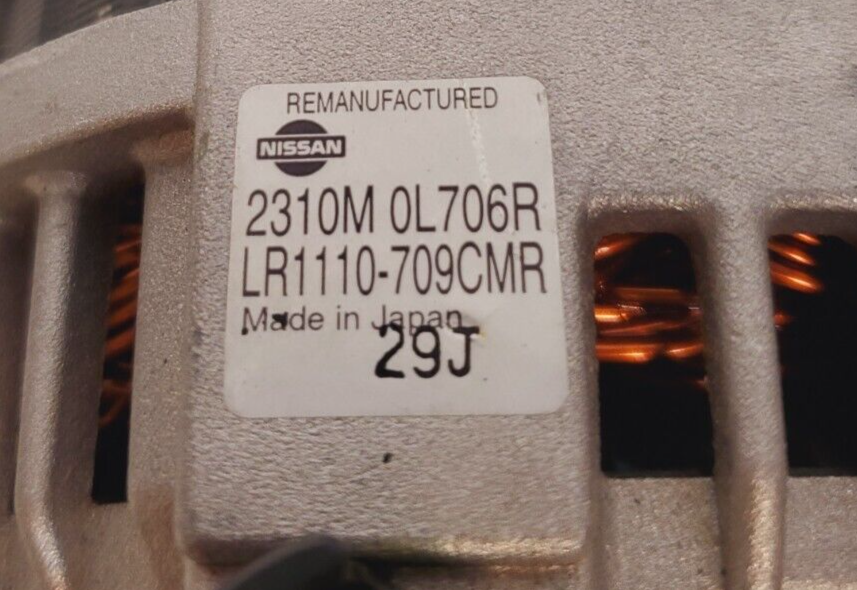 REMANUFACTURED
NISSAN
2310M 0L706R
LR1110-709CMR
Made in Japan
29J